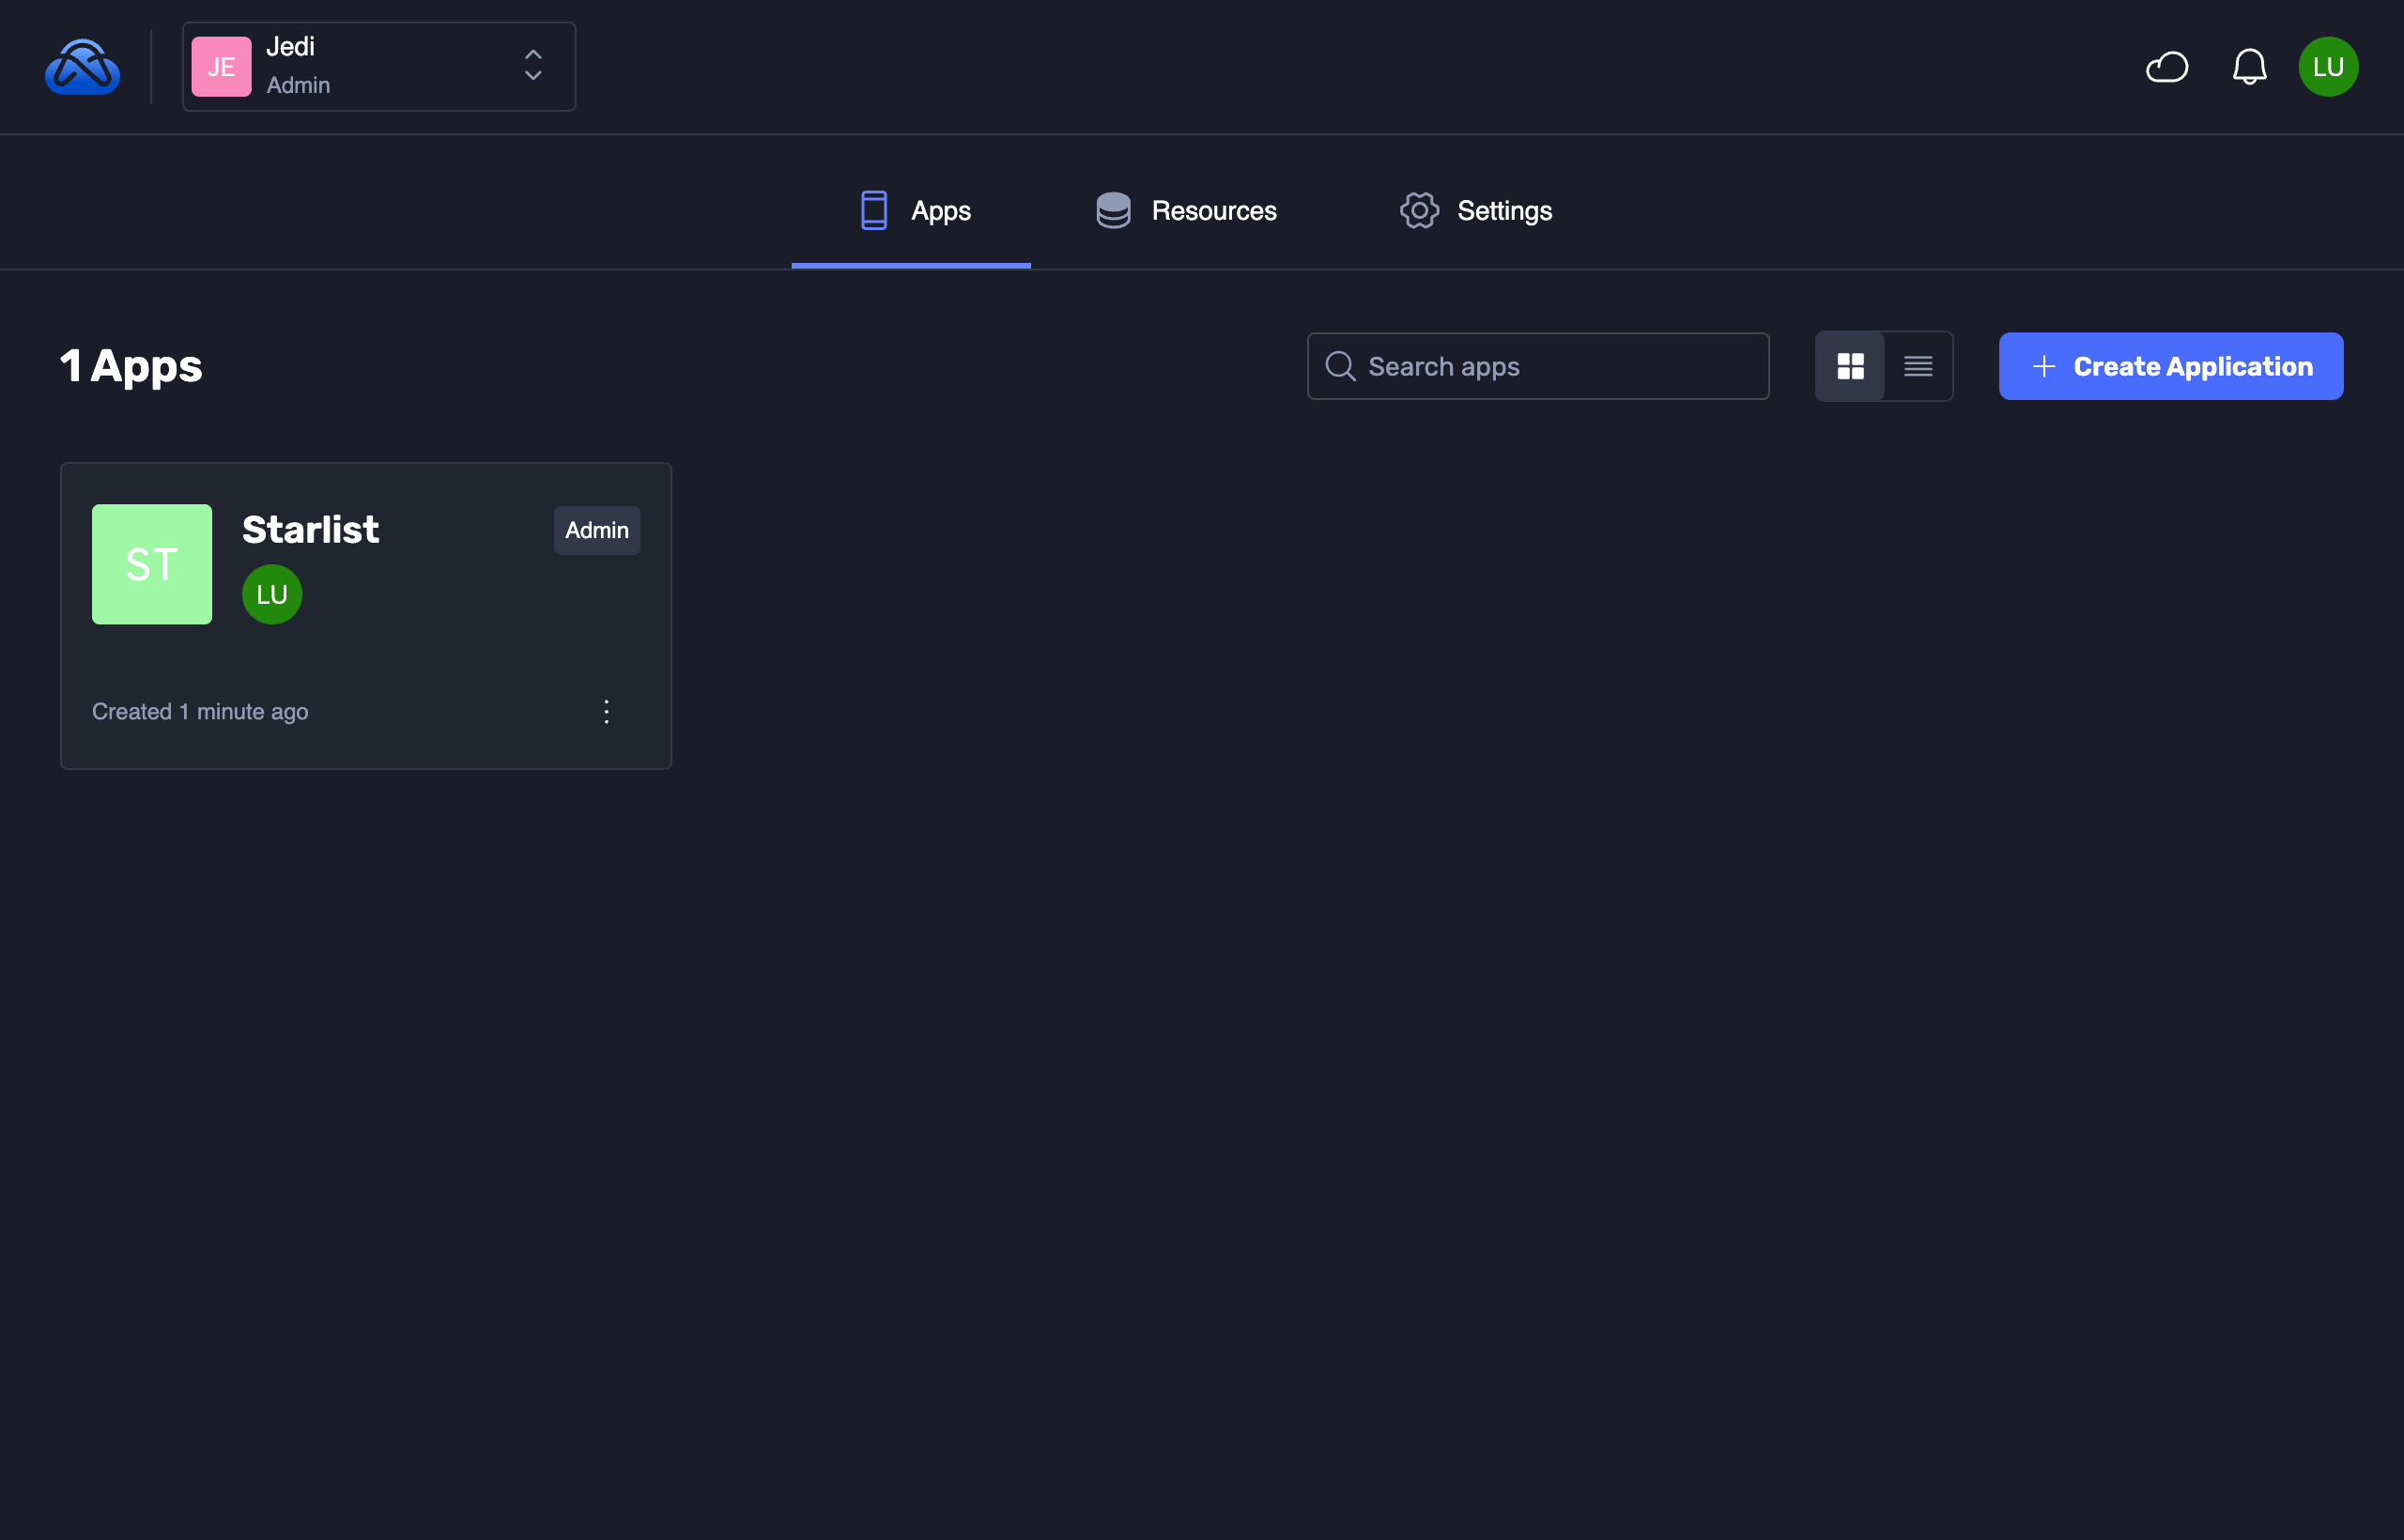 JE
Jedi
Admin
LU
Apps
Resources
Settings
1 Apps
Search apps
Create Application
ST
Starlist
Admin
LU
Created 1 minute ago